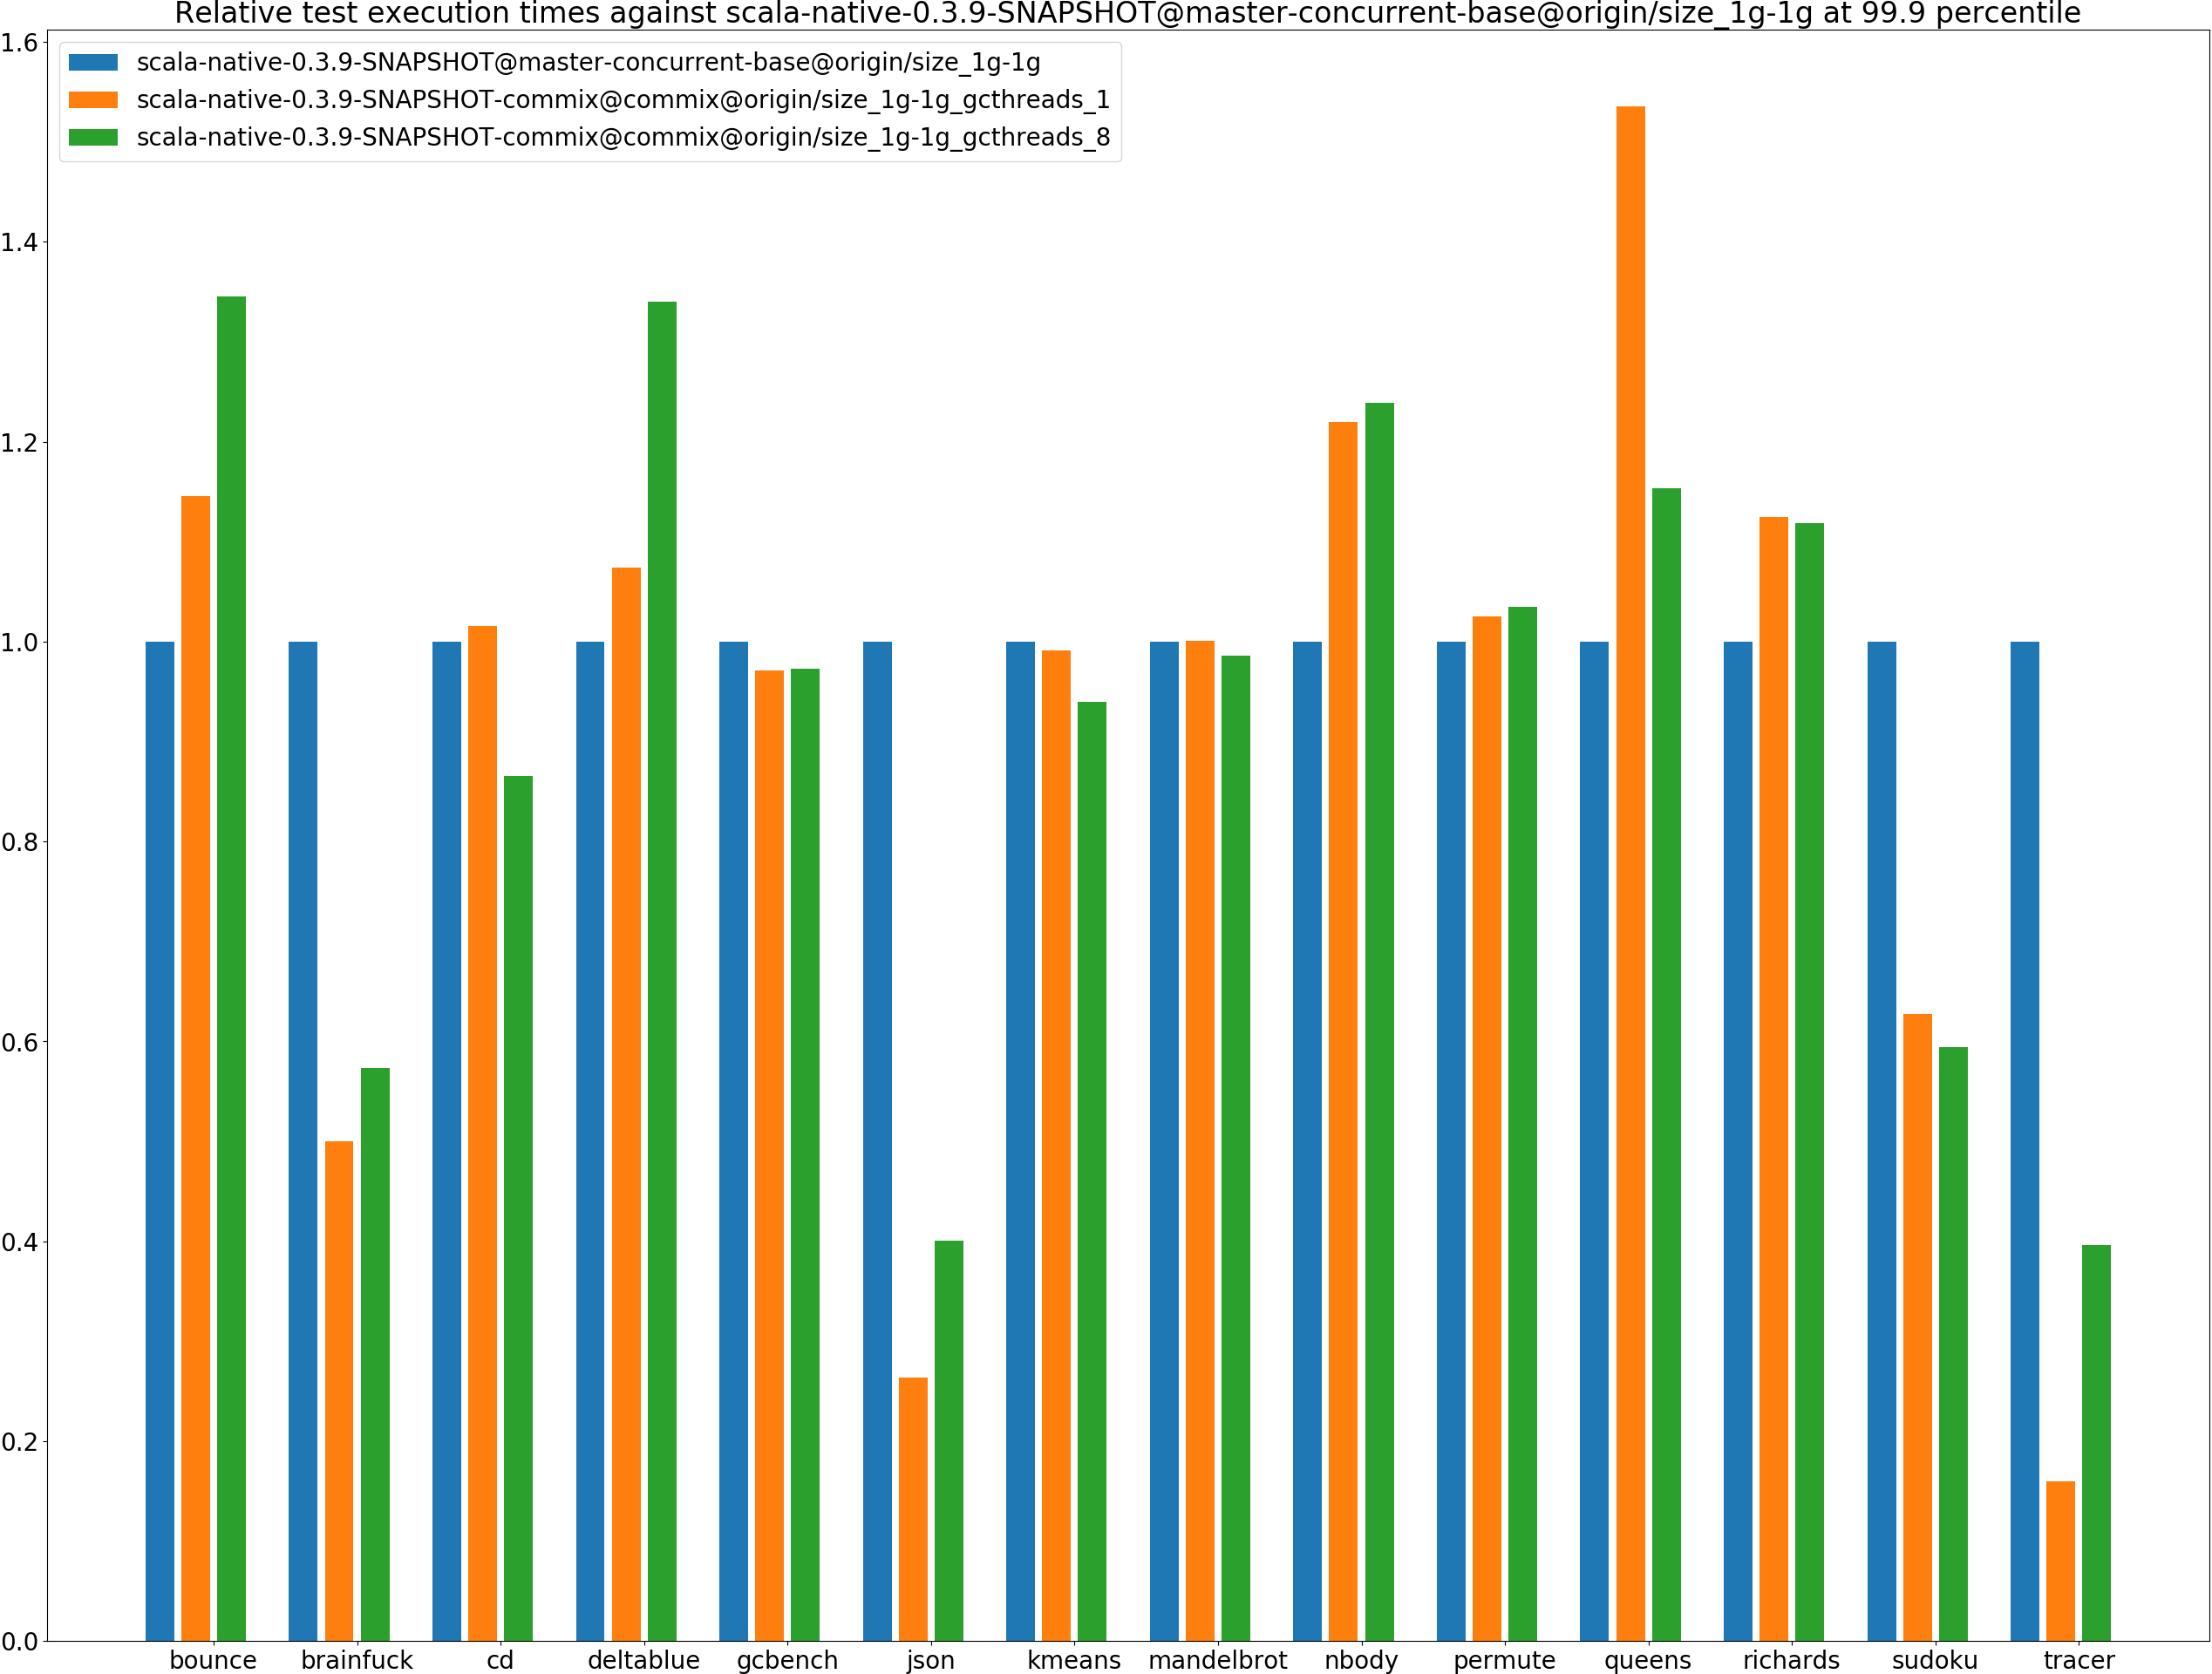 Relative test execution times against scala-native-0.3.9-SNAPSHOT@master-concurrent-base@origin/size_1g-1g at 99.9 percentile
scala-native-0.3.9-SNAPSHOT@master-concurrent-base@origin/size_1g-1g
scala-native-0.3.9-SNAPSHOT-commix@commix@origin/size_1g-1g_gcthreads_1
scala-native-0.3.9-SNAPSHOT-commix@commix@origin/size_1g-1g_gcthreads_8
1.6
1.4
1.2
1.0
0.8
0.6
0.4
0.2
0.0
bounce brainfuck cd deltablue gcbench json kmeans mandelbrot nbody permute queens richards sudoku tracer